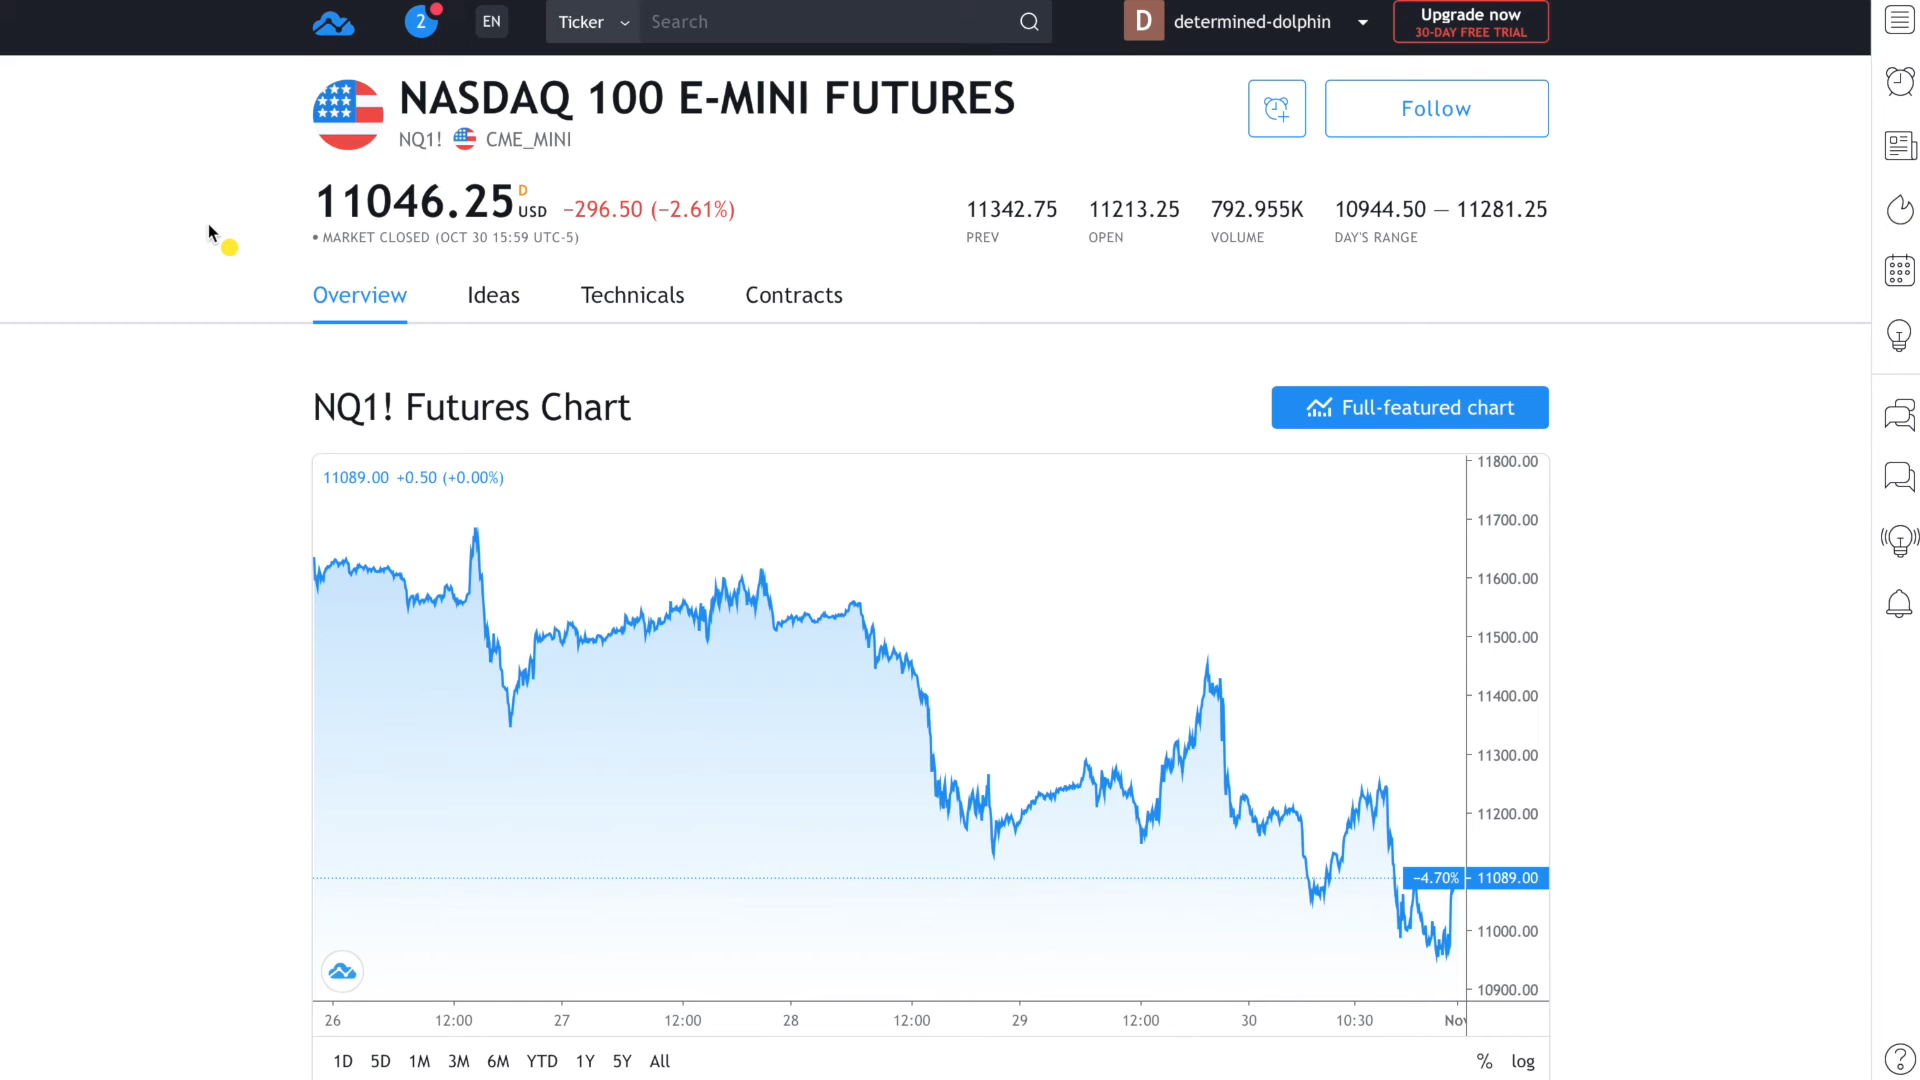 2 EN Ticker Search D determined-dolphin Upgrade now
30-DAY FREE TRIAL
NASDAQ 100 E-MINI FUTURES
NQ1! CME_MINI
Follow
11046.25 D USD −296.50 (−2.61%)
11342.75 11213.25 792.955K 10944.50 — 11281.25
• MARKET CLOSED (OCT 30 15:59 UTC-5)
PREV OPEN VOLUME DAY'S RANGE
Overview Ideas Technicals Contracts
NQ1! Futures Chart
Full-featured chart
11089.00 +0.50 (+0.00%)
11800.00
11700.00
11600.00
11500.00
11400.00
11300.00
11200.00
−4.70% 11089.00
11000.00
10900.00
26 12:00 27 12:00 28 12:00 29 12:00 30 10:30 Nov
1D 5D 1M 3M 6M YTD 1Y 5Y All % log